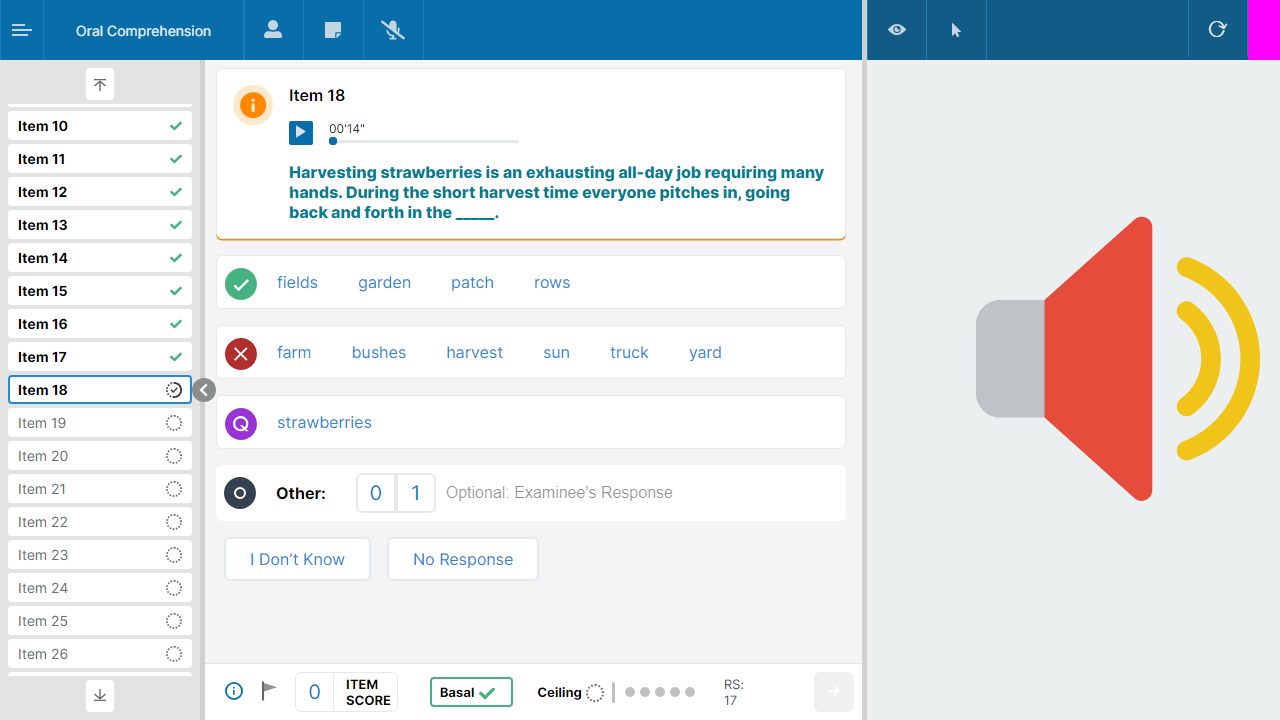 Oral Comprehension
Item 10
Item 11
Item 12
Item 13
Item 14
Item 15
Item 16
Item 17
Item 18
Item 19
Item 20
Item 21
Item 22
Item 23
Item 24
Item 25
Item 26
Item 18
00'14"
Harvesting strawberries is an exhausting all-day job requiring many
hands. During the short harvest time everyone pitches in, going
back and forth in the _____.
fields garden patch rows
farm bushes harvest sun truck yard
Q strawberries
Other: 0 1 Optional: Examinee's Response
I Don’t Know No Response
0 ITEM
SCORE
Basal
Ceiling
RS:
17